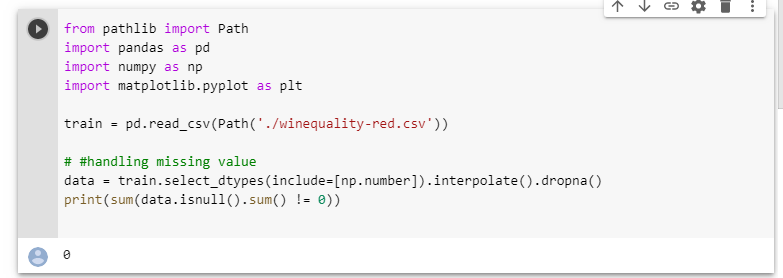 from pathlib import Path
import pandas as pd
import numpy as np
import matplotlib.pyplot as plt
train = pd.read_csv(Path('./winequality-red.csv'))
# #handling missing value
data = train.select_dtypes(include=[np.number]).interpolate().dropna()
print(sum(data.isnull().sum() != 0))
0